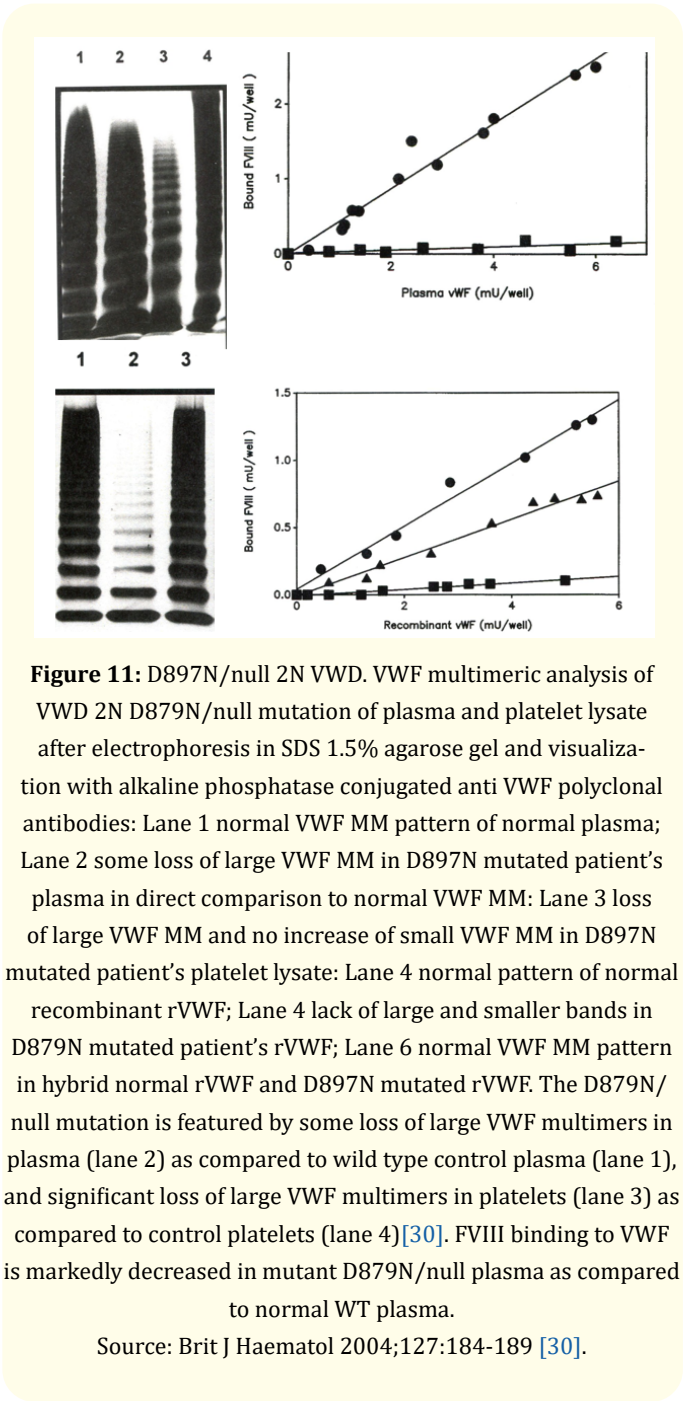 1 2 3 4
Bound FVIII ( mU/well )
2
1
0
0 2 4 6
Plasma vWF (mU/well)
1 2 3
Bound FVIII ( mU/well )
1.5
1.0
0.5
0.0
0 2 4 6
Recombinant vWF (mU/well)
Figure 11: D897N/null 2N VWD. VWF multimeric analysis of
VWD 2N D879N/null mutation of plasma and platelet lysate
after electrophoresis in SDS 1.5% agarose gel and visualiza-
tion with alkaline phosphatase conjugated anti VWF polyclonal
antibodies: Lane 1 normal VWF MM pattern of normal plasma;
Lane 2 some loss of large VWF MM in D897N mutated patient’s
plasma in direct comparison to normal VWF MM: Lane 3 loss
of large VWF MM and no increase of small VWF MM in D897N
mutated patient’s platelet lysate: Lane 4 normal pattern of normal
recombinant rVWF; Lane 4 lack of large and smaller bands in
D879N mutated patient’s rVWF; Lane 6 normal VWF MM pattern
in hybrid normal rVWF and D897N mutated rVWF. The D879N/
null mutation is featured by some loss of large VWF multimers in
plasma (lane 2) as compared to wild type control plasma (lane 1),
and significant loss of large VWF multimers in platelets (lane 3) as
compared to control platelets (lane 4)[30]. FVIII binding to VWF
is markedly decreased in mutant D879N/null plasma as compared
to normal WT plasma.
Source: Brit J Haematol 2004;127:184-189 [30].